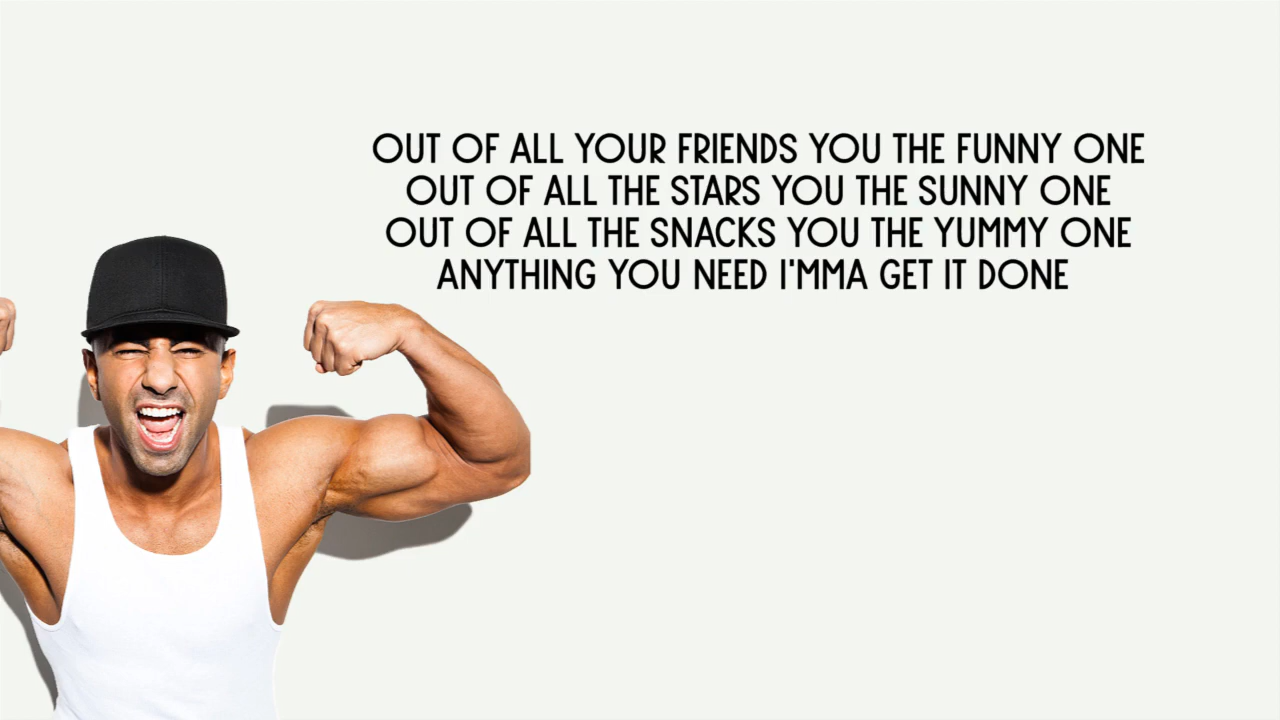 OUT OF ALL YOUR FRIENDS YOU THE FUNNY ONE
OUT OF ALL THE STARS YOU THE SUNNY ONE
OUT OF ALL THE SNACKS YOU THE YUMMY ONE
ANYTHING YOU NEED I'MMA GET IT DONE